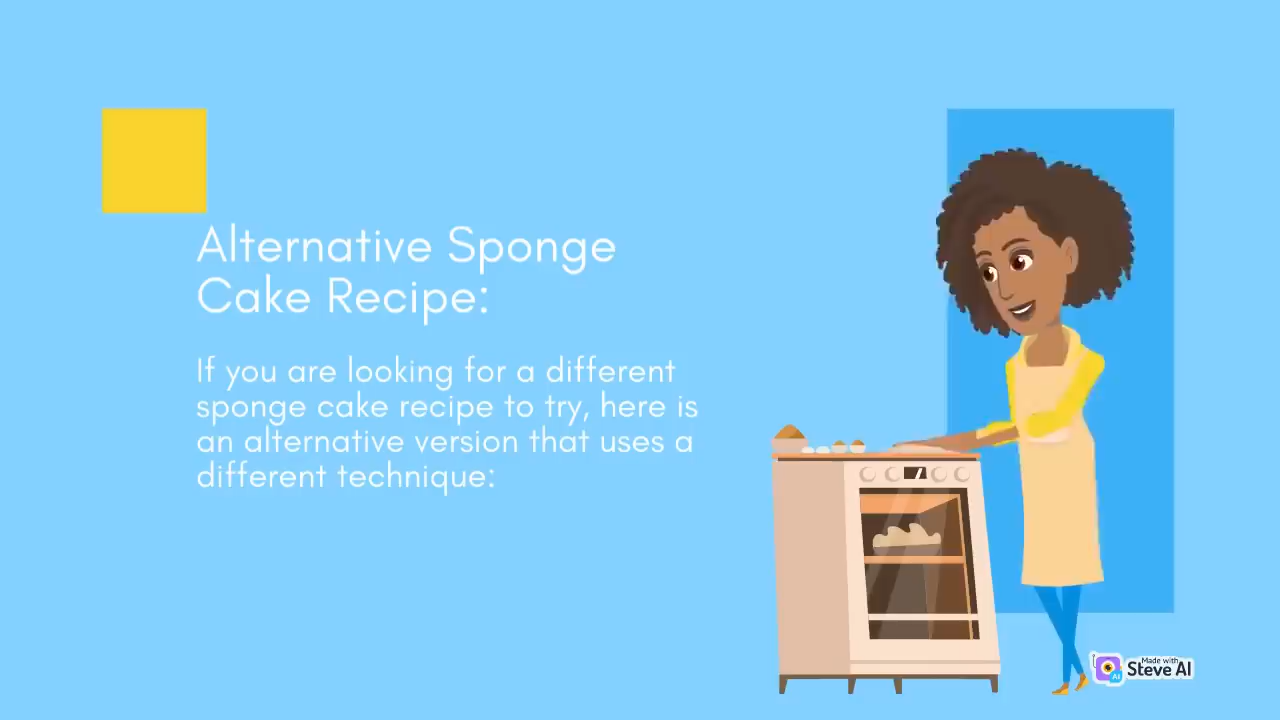 Alternative Sponge
Cake Recipe:
If you are looking for a different
sponge cake recipe to try, here is
an alternative version that uses a
different technique:
Made with
Steve AI
AI